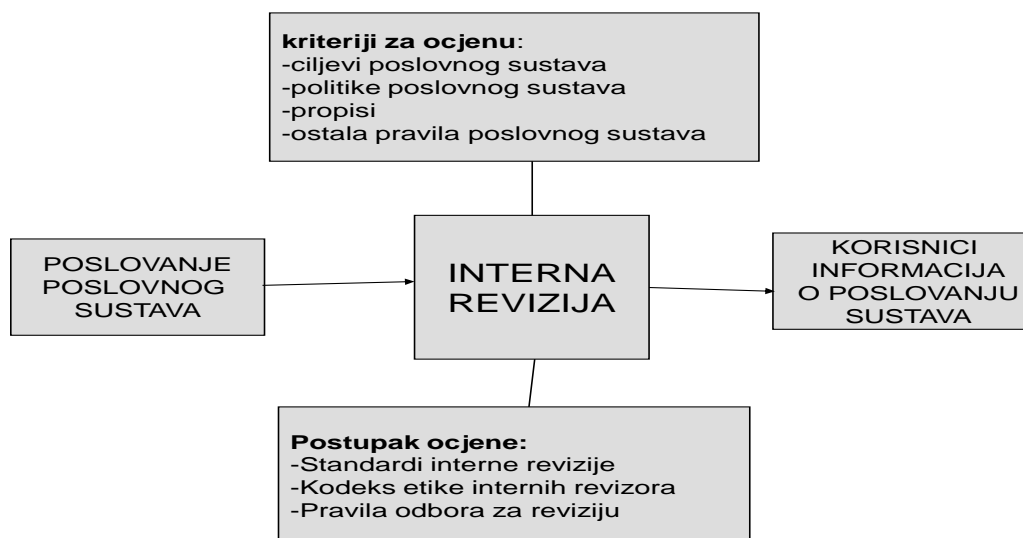 kriteriji za ocjenu:
-ciljevi poslovnog sustava
-politike poslovnog sustava
-propisi
-ostala pravila poslovnog sustava
POSLOVANJE
POSLOVNOG
SUSTAVA
INTERNA
REVIZIJA
KORISNICI
INFORMACIJA
O POSLOVANJU
SUSTAVA
Postupak ocjene:
-Standardi interne revizije
-Kodeks etike internih revizora
-Pravila odbora za reviziju